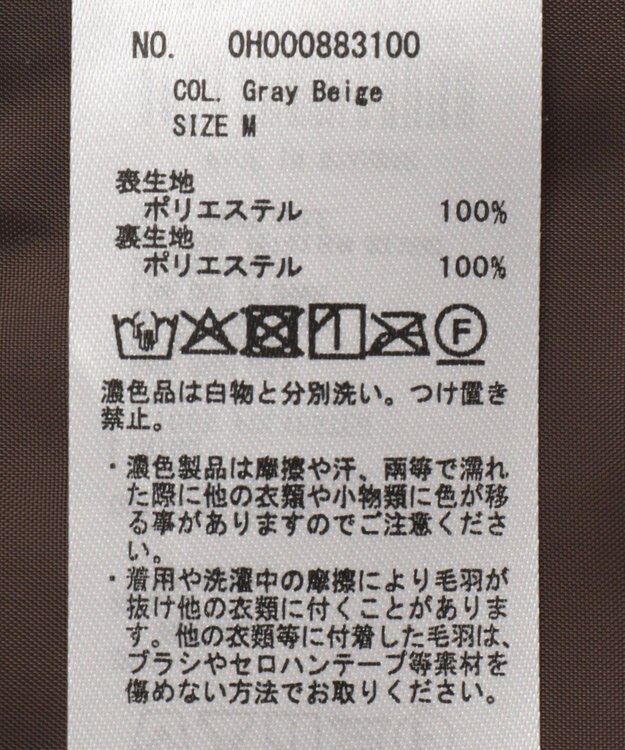 NO. OH000883100
COL. Gray Beige
SIZE M
表生地
ポリエステル 100%
裏生地
ポリエステル 100%
F
濃色品は白物と分別洗い。つけ置き
禁止。
・濃色製品は摩擦や汗、雨等で濡れ
た際に他の衣類や小物類に色が移
る事がありますのでご注意くださ
い。
・着用や洗濯中の摩擦により毛羽が
抜け他の衣類に付くことがありま
す。他の衣類等に付着した毛羽は、
ブラシやセロハンテープ等素材を
傷めない方法でお取りください。